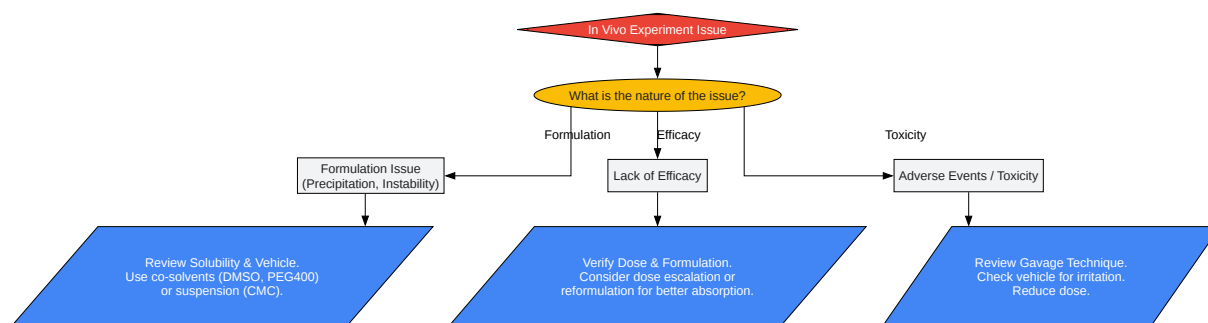 In Vivo Experiment Issue
What is the nature of the issue?
Formulation
Efficacy
Toxicity
Formulation Issue
(Precipitation, Instability)
Lack of Efficacy
Adverse Events / Toxicity
Review Solubility & Vehicle.
Use co-solvents (DMSO, PEG400)
or suspension (CMC).
Verify Dose & Formulation.
Consider dose escalation or
reformulation for better absorption.
Review Gavage Technique.
Check vehicle for irritation.
Reduce dose.